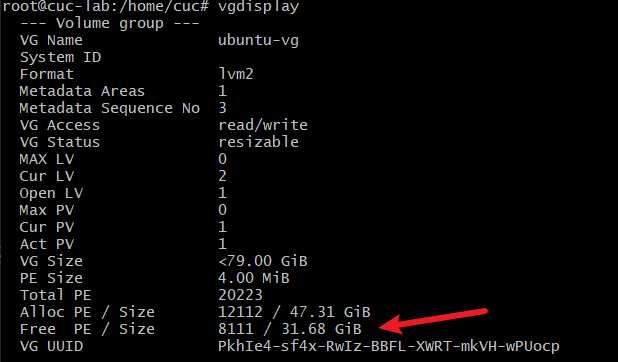 root@cuc-lab:/home/cuc# vgdisplay
--- Volume group ---
VG Name ubuntu-vg
System ID
Format lvm2
Metadata Areas 1
Metadata Sequence No 3
VG Access read/write
VG Status resizable
MAX LV 0
Cur LV 2
Open LV 1
Max PV 0
Cur PV 1
Act PV 1
VG Size <79.00 GiB
PE Size 4.00 MiB
Total PE 20223
Alloc PE / Size 12112 / 47.31 GiB
Free PE / Size 8111 / 31.68 GiB
VG UUID PkhIe4-sf4x-RwIz-BBFL-XWRT-mkVH-wPUocp